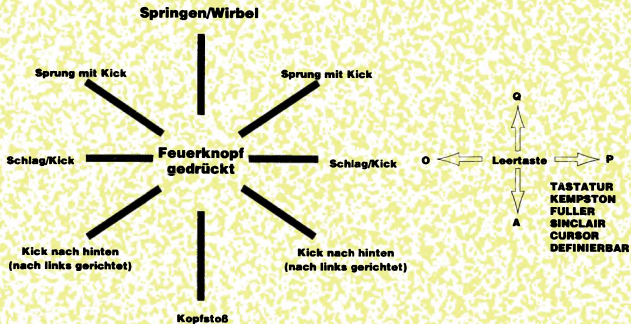 Springen/Wirbel
Sprung mit Kick
Sprung mit Kick
Schlag/Kick
Feuerknopf
gedrückt
Schlag/Kick
Kick nach hinten
(nach links gerichtet)
Kick nach hinten
(nach links gerichtet)
Kopfstoß
Q
O
Leertaste
P
A
TASTATUR
KEMPSTON
FULLER
SINCLAIR
CURSOR
DEFINIERBAR